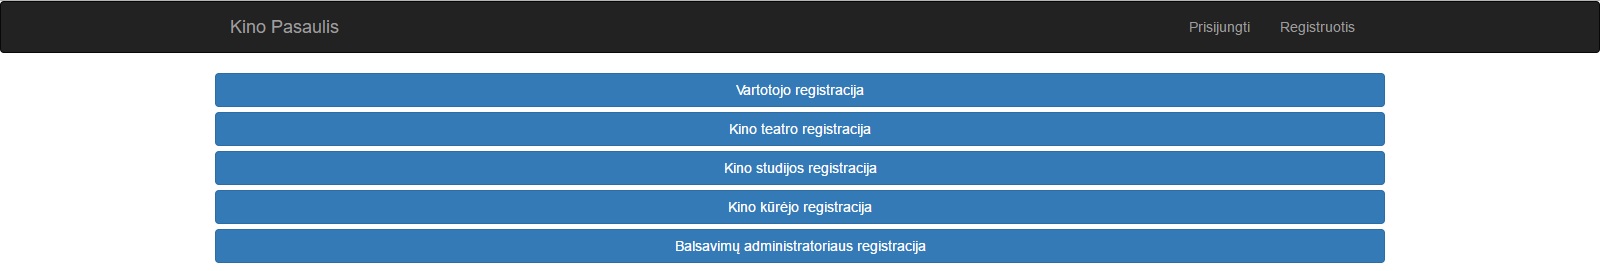 Kino Pasaulis Prisijungti Registruotis
Vartotojo registracija
Kino teatro registracija
Kino studijos registracija
Kino kūrėjo registracija
Balsavimų administratoriaus registracija